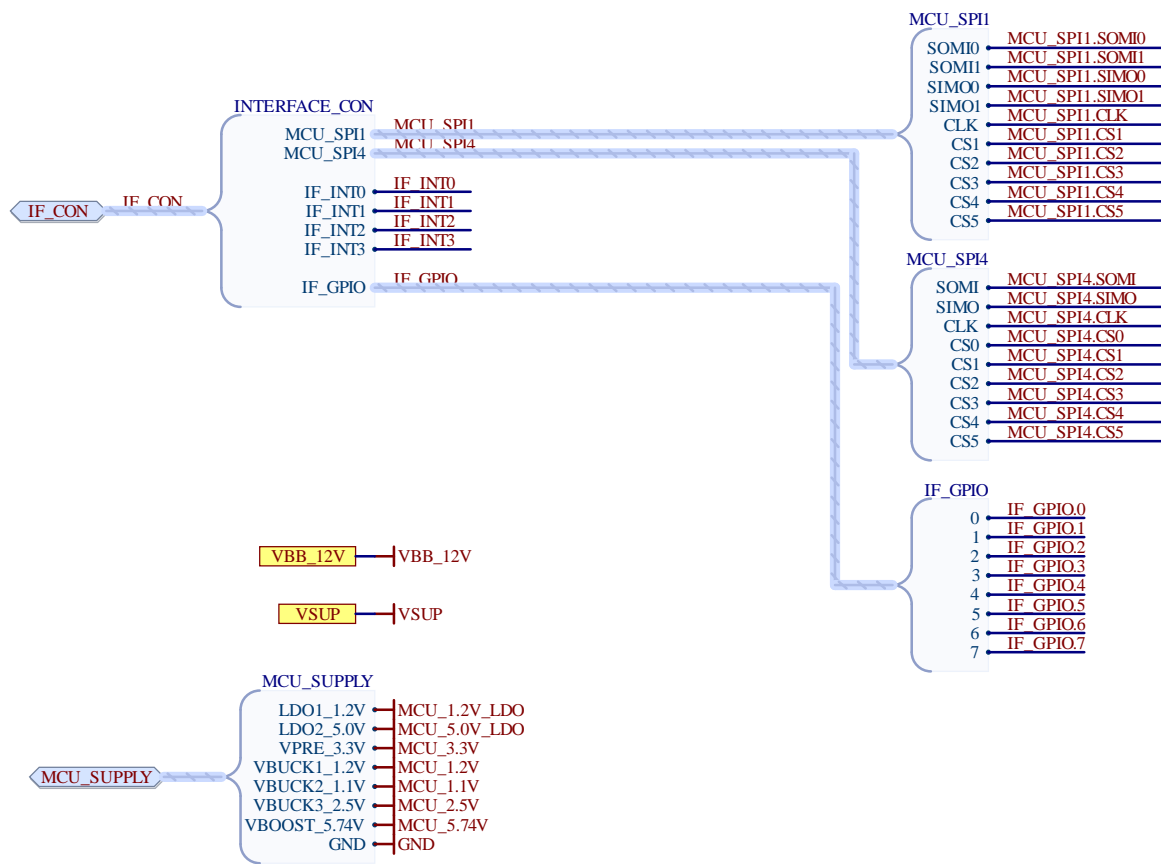 MCU_SPI1
SOMI0 MCU_SPI1.SOMI0
SOMI1 MCU_SPI1.SOMI1
SIMO0 MCU_SPI1.SIMO0
SIMO1 MCU_SPI1.SIMO1
CLK MCU_SPI1.CLK
CS1 MCU_SPI1.CS1
CS2 MCU_SPI1.CS2
CS3 MCU_SPI1.CS3
CS4 MCU_SPI1.CS4
CS5 MCU_SPI1.CS5
INTERFACE_CON
MCU_SPI1 MCU_SPI1
MCU_SPI4 MCU_SPI4
IF_INT0 IF_INT0
IF_INT1 IF_INT1
IF_INT2 IF_INT2
IF_INT3 IF_INT3
IF_GPIO IF_GPIO
IF_CON IF_CON
MCU_SPI4
SOMI MCU_SPI4.SOMI
SIMO MCU_SPI4.SIMO
CLK MCU_SPI4.CLK
CS0 MCU_SPI4.CS0
CS1 MCU_SPI4.CS1
CS2 MCU_SPI4.CS2
CS3 MCU_SPI4.CS3
CS4 MCU_SPI4.CS4
CS5 MCU_SPI4.CS5
IF_GPIO
0 IF_GPIO.0
1 IF_GPIO.1
2 IF_GPIO.2
3 IF_GPIO.3
4 IF_GPIO.4
5 IF_GPIO.5
6 IF_GPIO.6
7 IF_GPIO.7
VBB_12V VBB_12V
VSUP VSUP
MCU_SUPPLY
LDO1_1.2V MCU_1.2V_LDO
LDO2_5.0V MCU_5.0V_LDO
VPRE_3.3V MCU_3.3V
VBUCK1_1.2V MCU_1.2V
VBUCK2_1.1V MCU_1.1V
VBUCK3_2.5V MCU_2.5V
VBOOST_5.74V MCU_5.74V
GND GND
MCU_SUPPLY